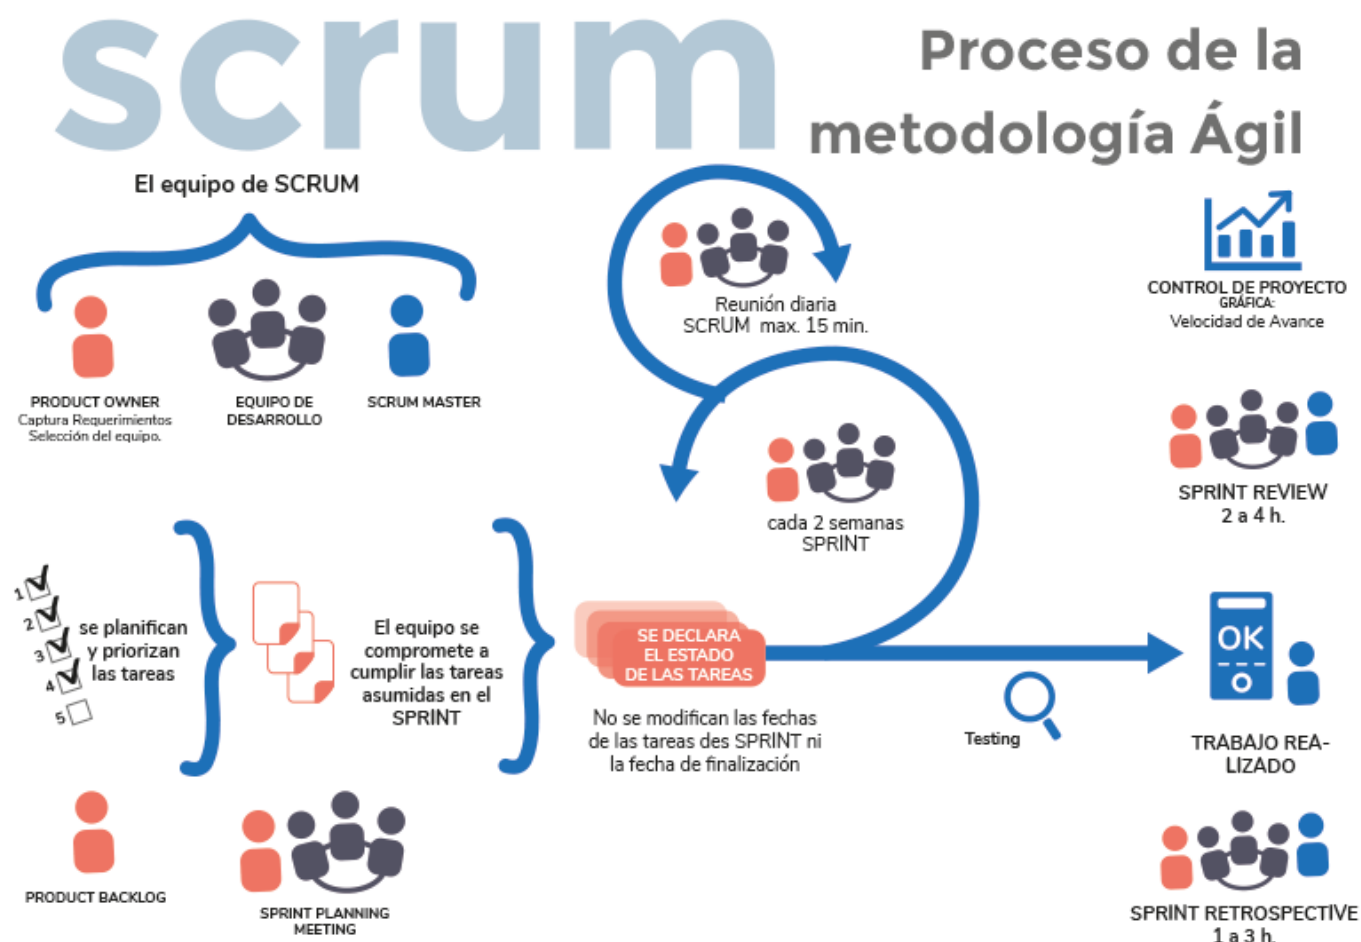 scrum
Proceso de la
metodología Ágil
El equipo de SCRUM
PRODUCT OWNER
Captura Requerimientos
Selección del equipo.
EQUIPO DE
DESARROLLO
SCRUM MASTER
Reunión diaria
SCRUM max. 15 min.
CONTROL DE PROYECTO
GRÁFICA:
Velocidad de Avance
cada 2 semanas
SPRINT
SPRINT REVIEW
2 a 4 h.
1
2
3
4
5
se planifican
y priorizan
las tareas
El equipo se
compromete a
cumplir las tareas
asumidas en el
SPRINT
SE DECLARA
EL ESTADO
DE LAS TAREAS
No se modifican las fechas
de las tareas des SPRINT ni
la fecha de finalización
Testing
OK
TRABAJO REA-
LIZADO
PRODUCT BACKLOG
SPRINT PLANNING
MEETING
SPRINT RETROSPECTIVE
1 a 3 h.